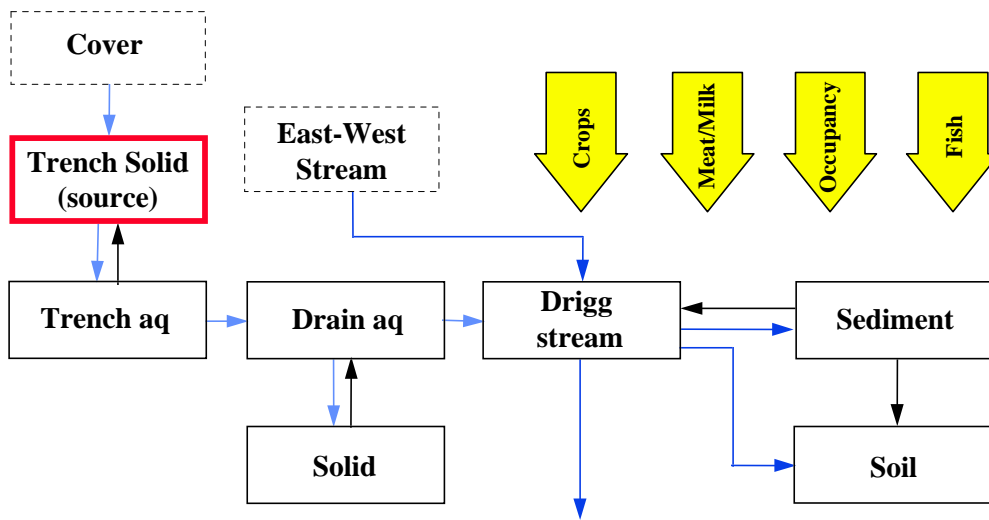 Cover
East-West
Stream
Crops
Meat/Milk
Occupancy
Fish
Trench Solid
(source)
Trench aq
Drain aq
Drigg
stream
Sediment
Solid
Soil